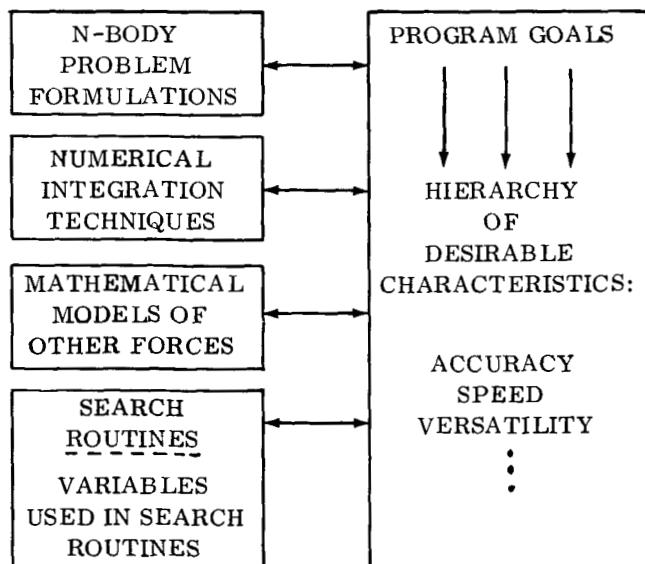 N-BODY
PROBLEM
FORMULATIONS
NUMERICAL
INTEGRATION
TECHNIQUES
MATHEMATICAL
MODELS OF
OTHER FORCES
SEARCH
ROUTINES
VARIABLES
USED IN SEARCH
ROUTINES
PROGRAM GOALS
HIERARCHY
OF
DESIRABLE
CHARACTERISTICS:
ACCURACY
SPEED
VERSATILITY